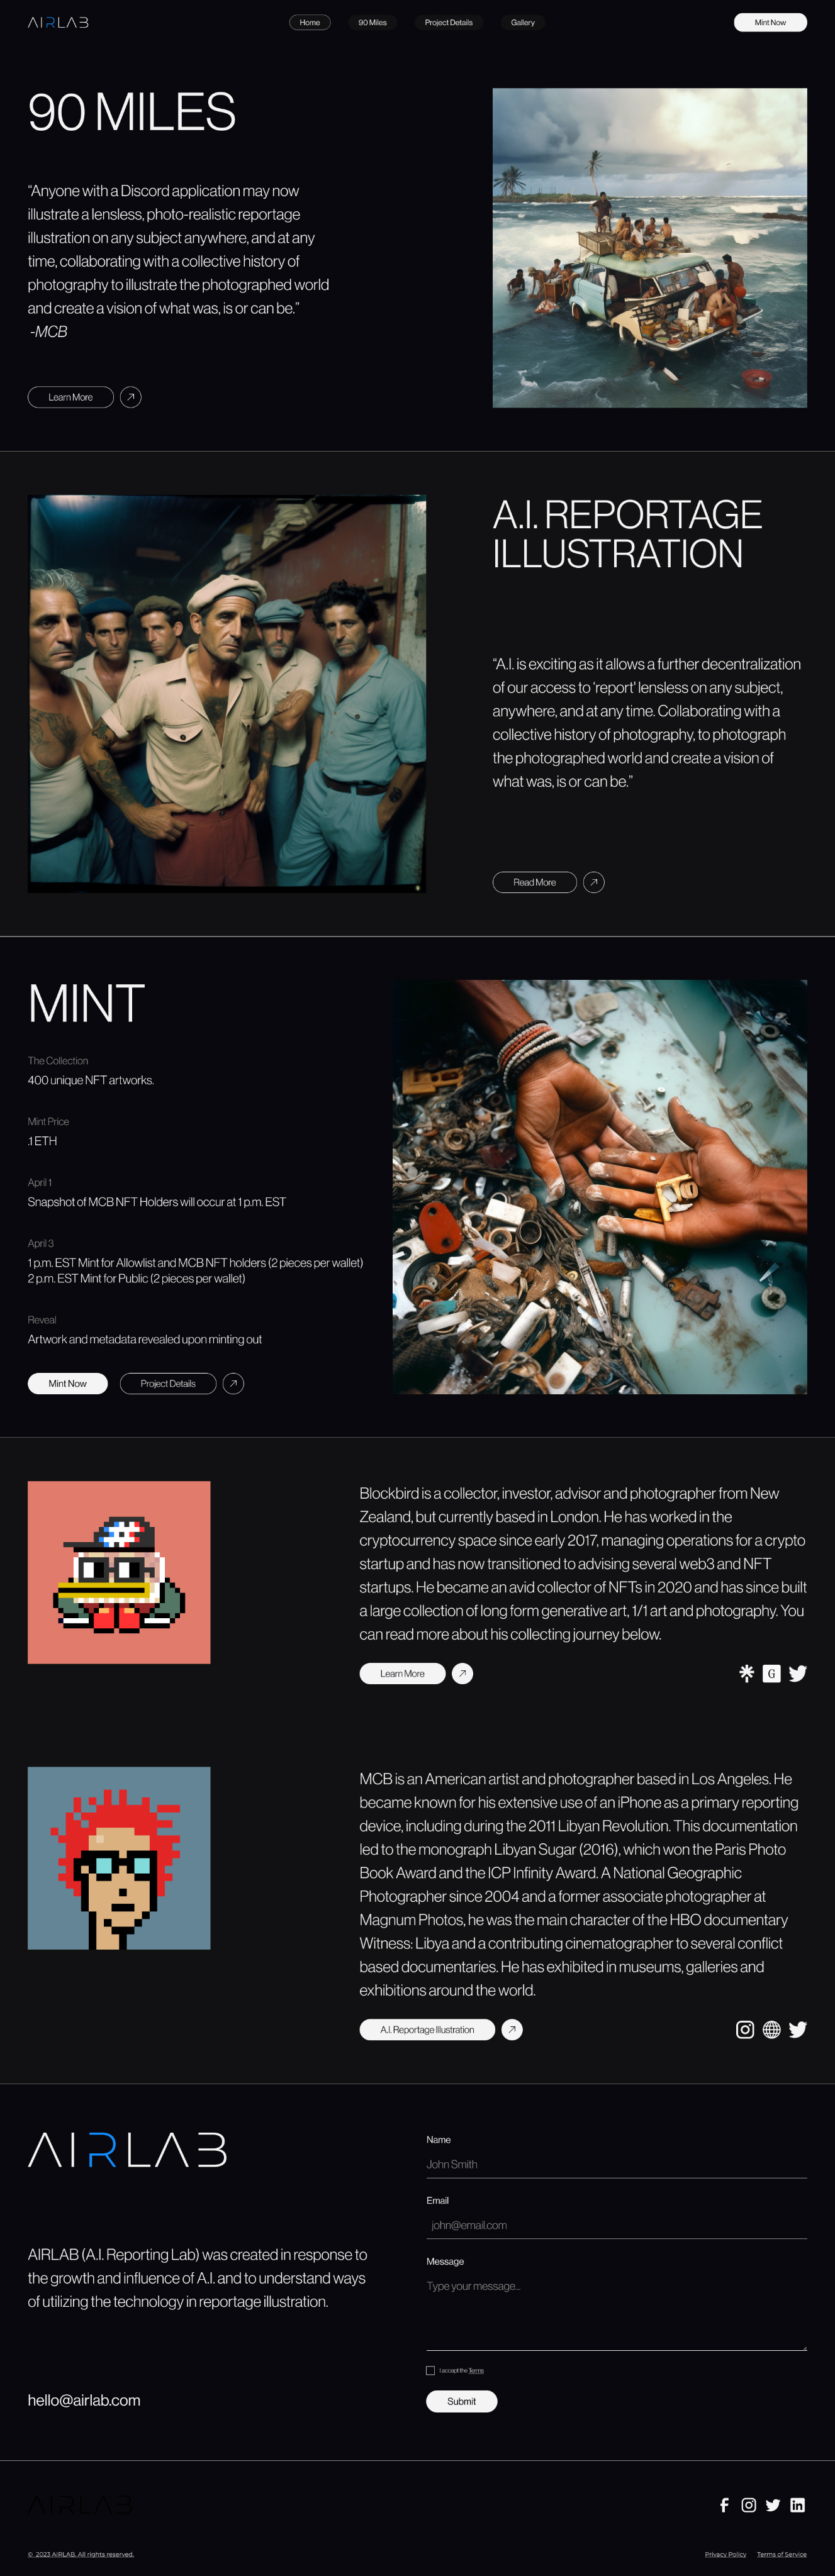 AIRLAB
Home
90 Miles
Project Details
Gallery
Mint Now
90 MILES
“Anyone with a Discord application may now
illustrate a lensless, photo-realistic reportage
illustration on any subject anywhere, and at any
time, collaborating with a collective history of
photography to illustrate the photographed world
and create a vision of what was, is or can be.”
-MCB
Learn More
A.I. REPORTAGE
ILLUSTRATION
“A.I. is exciting as it allows a further decentralization
of our access to ‘report’ lensless on any subject,
anywhere, and at any time. Collaborating with a
collective history of photography, to photograph
the photographed world and create a vision of
what was, is or can be.”
Read More
MINT
The Collection
400 unique NFT artworks.
Mint Price
.1 ETH
April 1
Snapshot of MCB NFT Holders will occur at 1 p.m. EST
April 3
1 p.m. EST Mint for Allowlist and MCB NFT holders (2 pieces per wallet)
2 p.m. EST Mint for Public (2 pieces per wallet)
Reveal
Artwork and metadata revealed upon minting out
Mint Now
Project Details
Blockbird is a collector, investor, advisor and photographer from New
Zealand, but currently based in London. He has worked in the
cryptocurrency space since early 2017, managing operations for a crypto
startup and has now transitioned to advising several web3 and NFT
startups. He became an avid collector of NFTs in 2020 and has since built
a large collection of long form generative art, 1/1 art and photography. You
can read more about his collecting journey below.
Learn More
G
MCB is an American artist and photographer based in Los Angeles. He
became known for his extensive use of an iPhone as a primary reporting
device, including during the 2011 Libyan Revolution. This documentation
led to the monograph Libyan Sugar (2016), which won the Paris Photo
Book Award and the ICP Infinity Award. A National Geographic
Photographer since 2004 and a former associate photographer at
Magnum Photos, he was the main character of the HBO documentary
Witness: Libya and a contributing cinematographer to several conflict
based documentaries. He has exhibited in museums, galleries and
exhibitions around the world.
A.I. Reportage Illustration
AIRLAB
AIRLAB (A.I. Reporting Lab) was created in response to
the growth and influence of A.I. and to understand ways
of utilizing the technology in reportage illustration.
hello@airlab.com
Name
John Smith
Email
john@email.com
Message
Type your message...
I accept the Terms
Submit
AIRLAB
© 2023 AIRLAB. All rights reserved.
Privacy Policy
Terms of Service